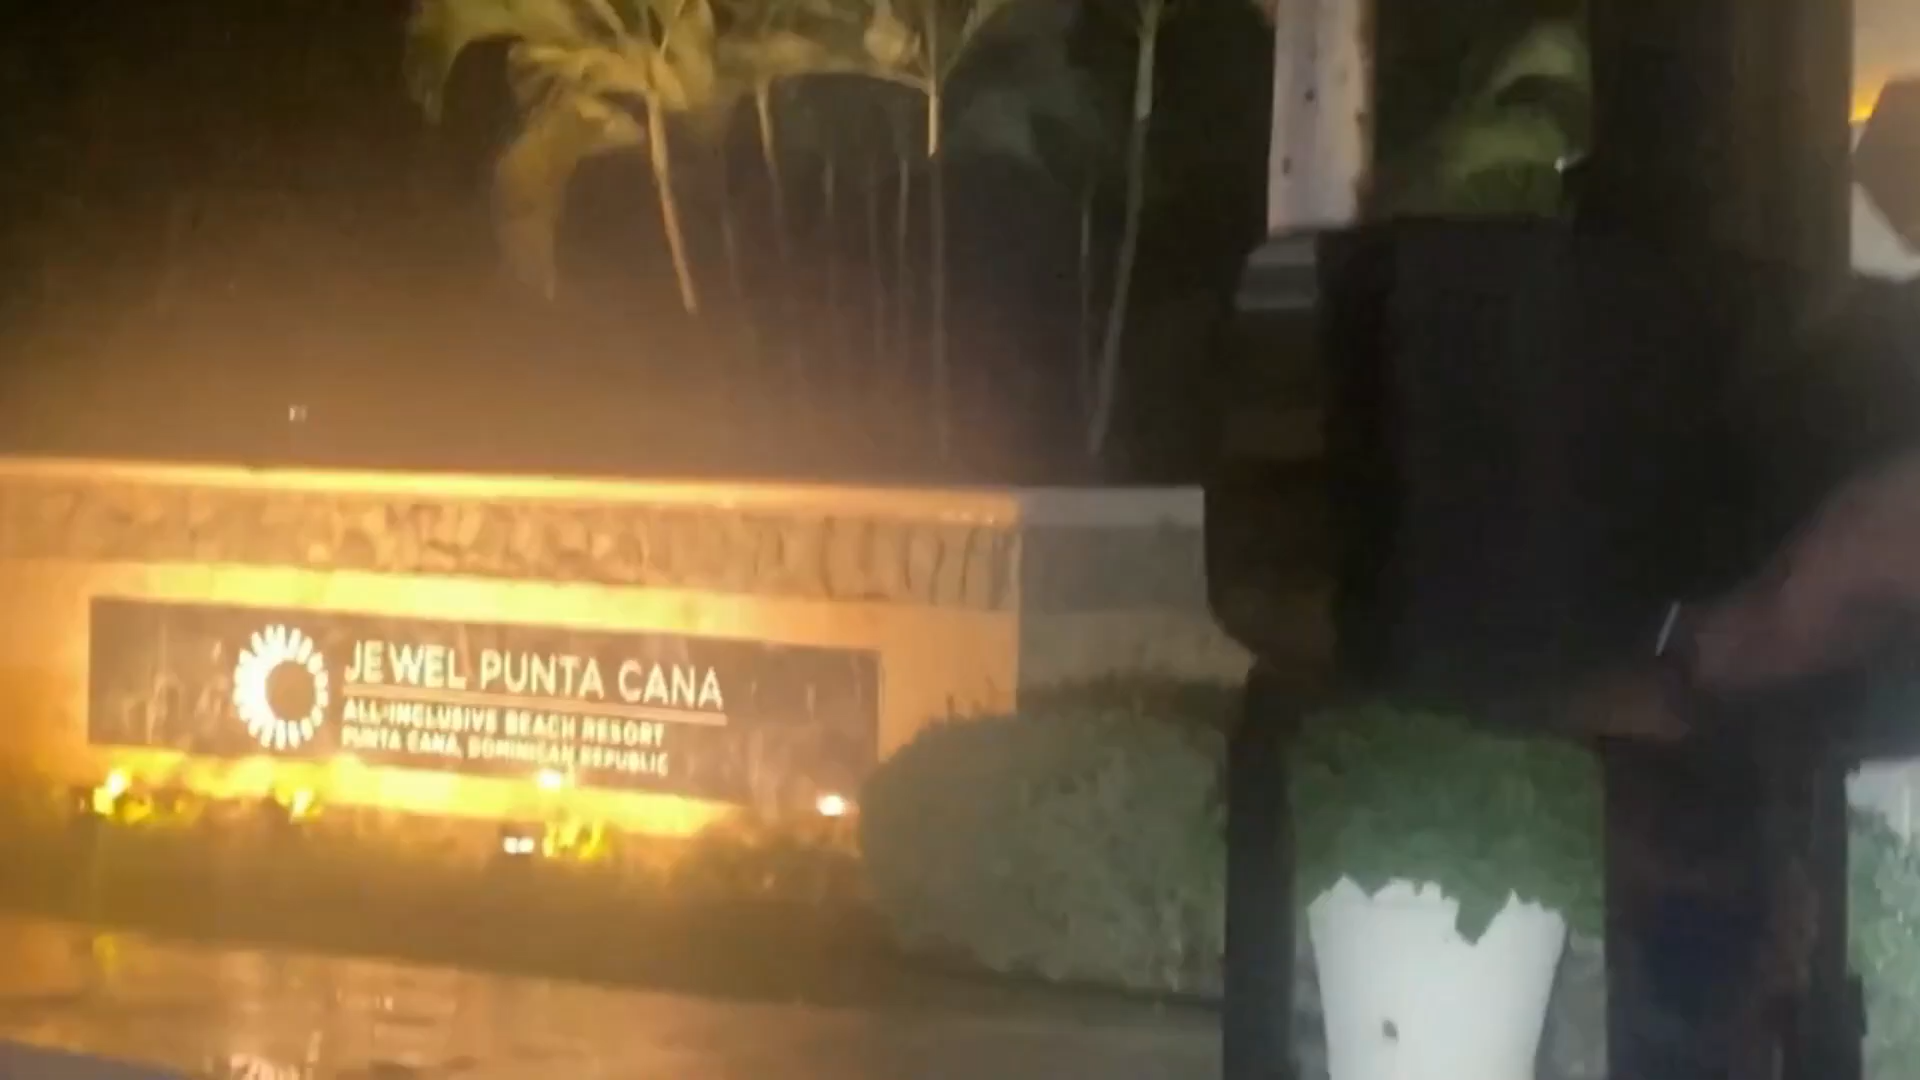 JEWEL PUNTA CANA
ALL-INCLUSIVE BEACH RESORT
PUNTA CANA, DOMINICAN REPUBLIC